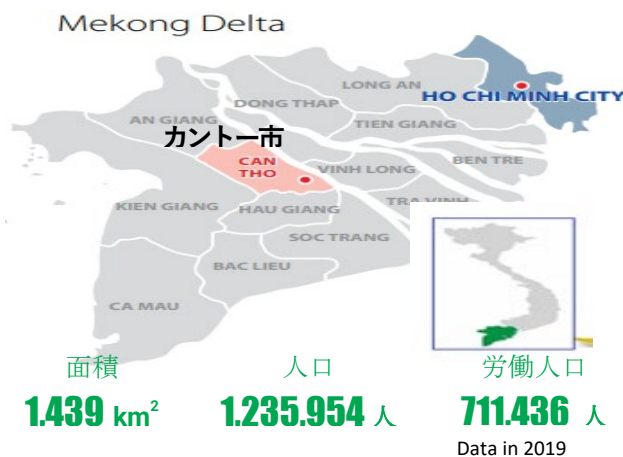 Mekong Delta
LONG AN
HO CHI MINH CITY
DONG THAP
AN GIANG
TIEN GIANG
カントー市
CAN
THO
VINH LONG
BEN TRE
KIEN GIANG
HAU GIANG
TRA VINH
SOC TRANG
BAC LIEU
CA MAU
面積
人口
労働人口
1.439 km²
1.235.954 人
711.436 人
Data in 2019